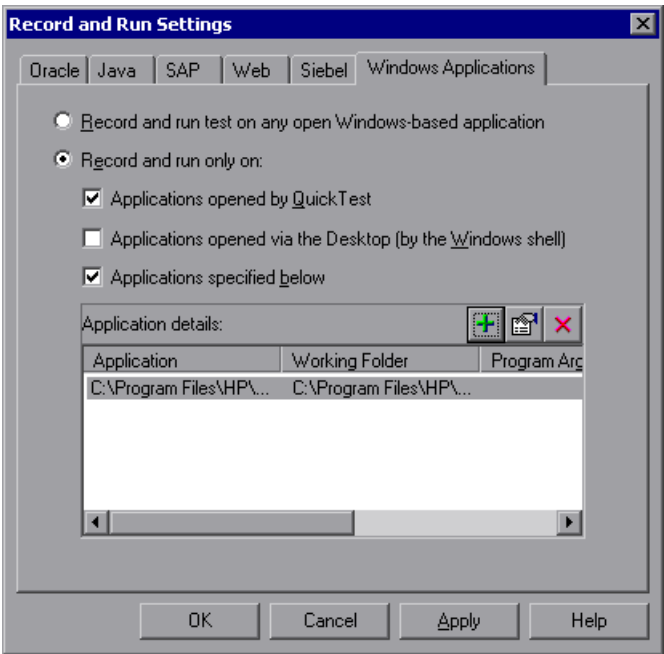 Record and Run Settings
Oracle Java SAP Web Siebel Windows Applications
Record and run test on any open Windows-based application
Record and run only on:
Applications opened by QuickTest
Applications opened via the Desktop (by the Windows shell)
Applications specified below
Application details:
Application Working Folder Program Arg
C:\Program Files\HP\... C:\Program Files\HP\...
OK Cancel Apply Help